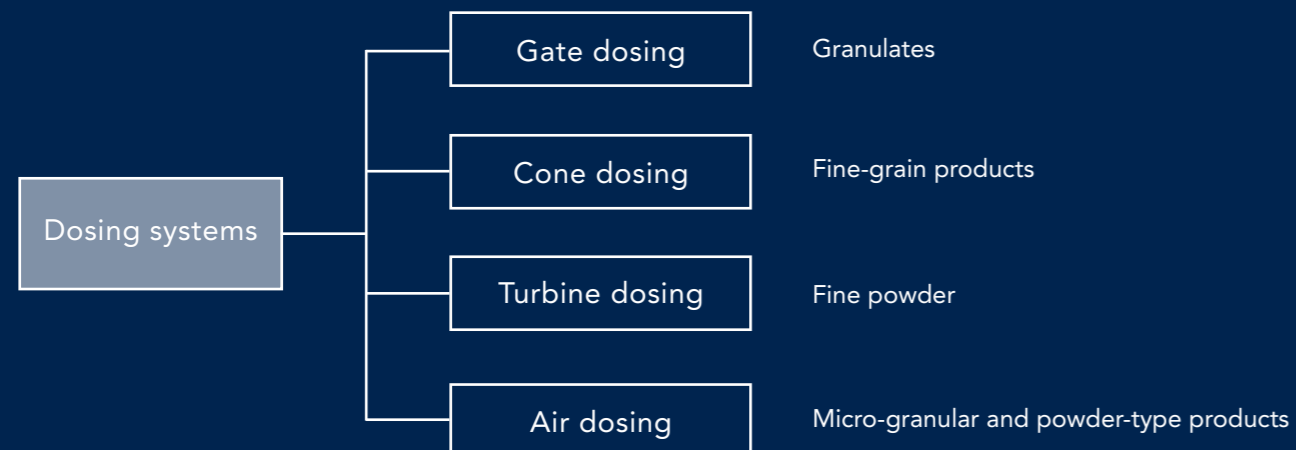 Gate dosing
Granulates
Cone dosing
Fine-grain products
Dosing systems
Turbine dosing
Fine powder
Air dosing
Micro-granular and powder-type products